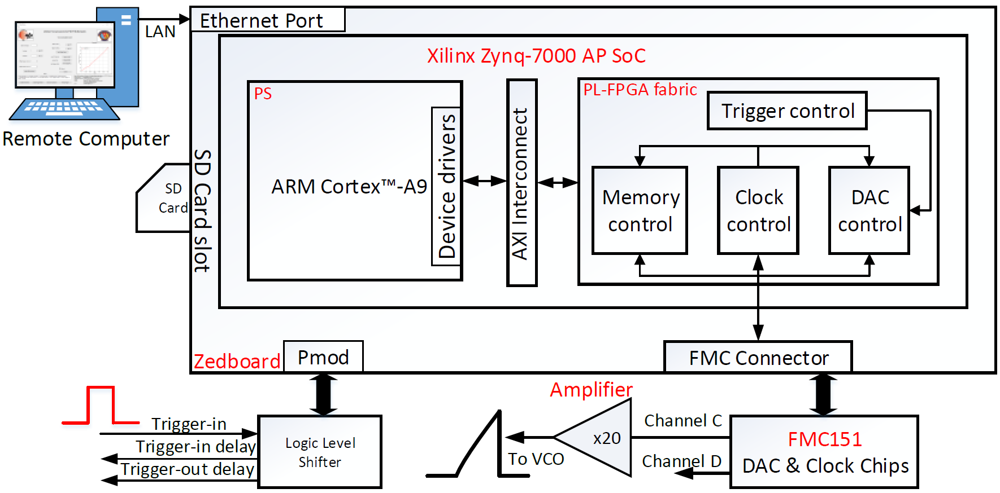 Ethernet Port
LAN
Xilinx Zynq-7000 AP SoC
PS
PL-FPGA fabric
Trigger control
Remote Computer
SD Card slot
SD
Card
ARM Cortex™-A9
Device drivers
AXI Interconnect
Memory
control
Clock
control
DAC
control
Zedboard
Pmod
FMC Connector
Amplifier
Trigger-in
Trigger-in delay
Trigger-out delay
Logic Level
Shifter
To VCO
x20
Channel C
Channel D
FMC151
DAC & Clock Chips